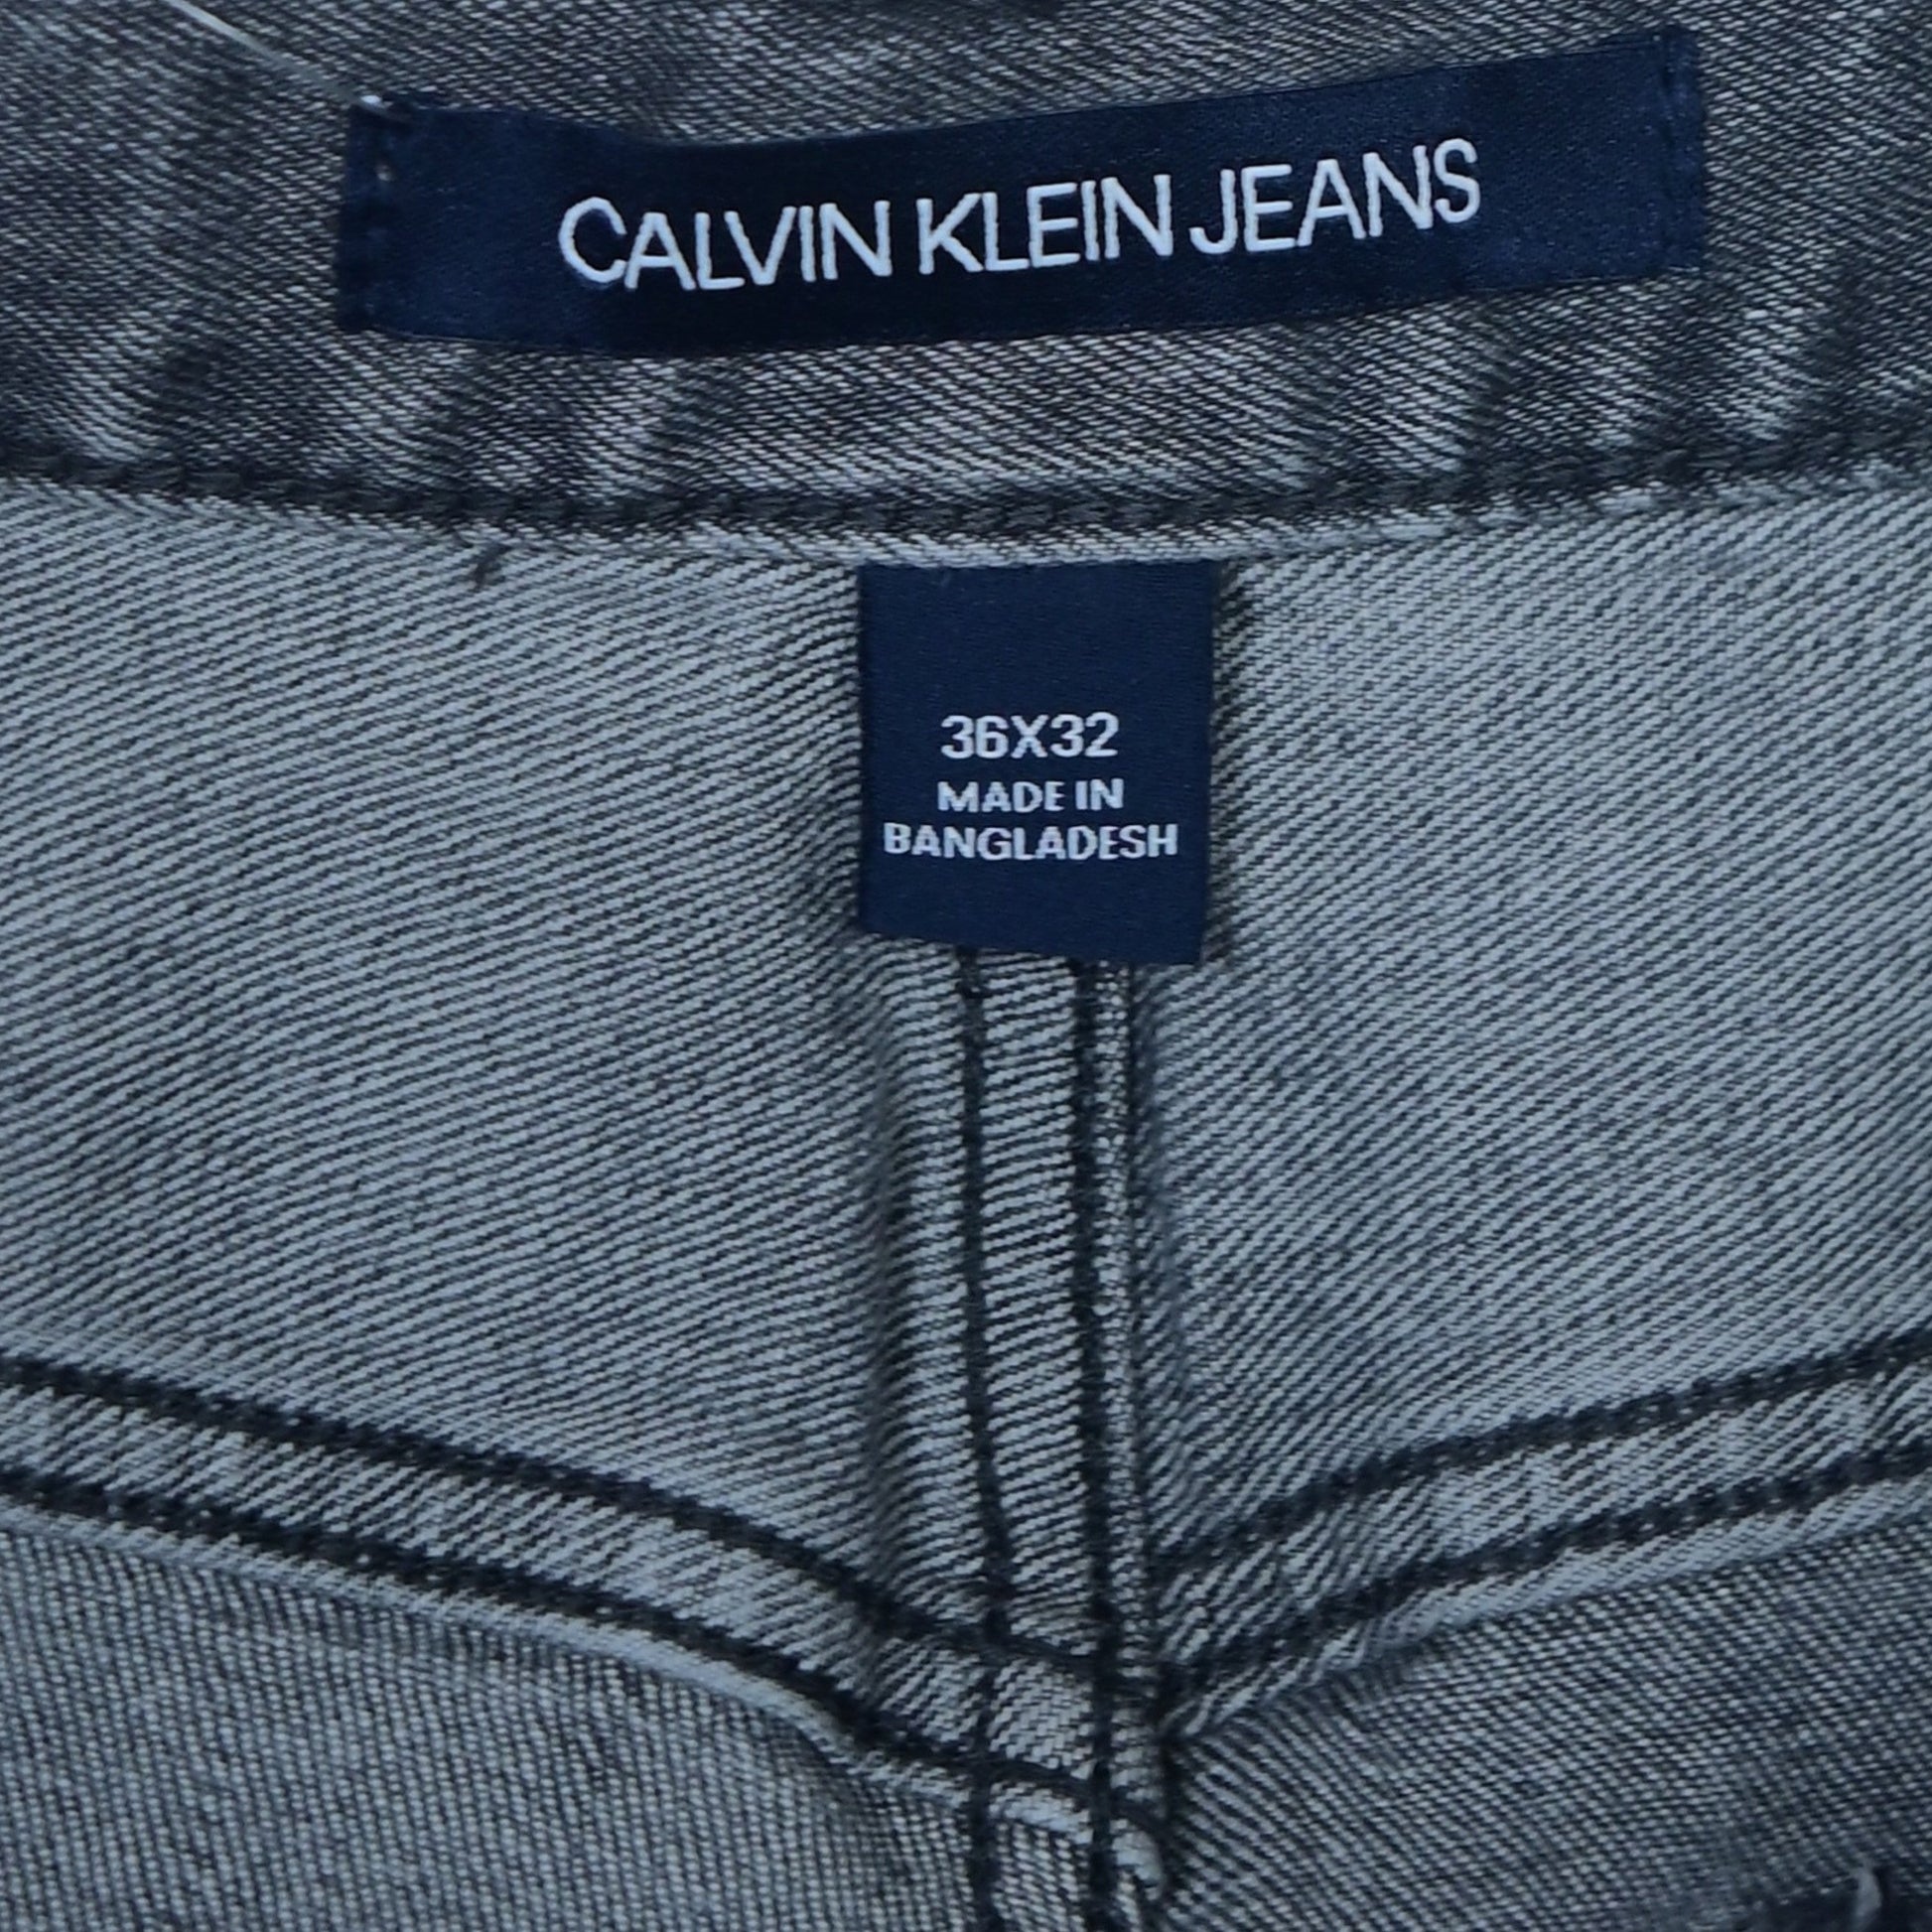 CALVIN KLEIN JEANS
36X32
MADE IN
BANGLADESH